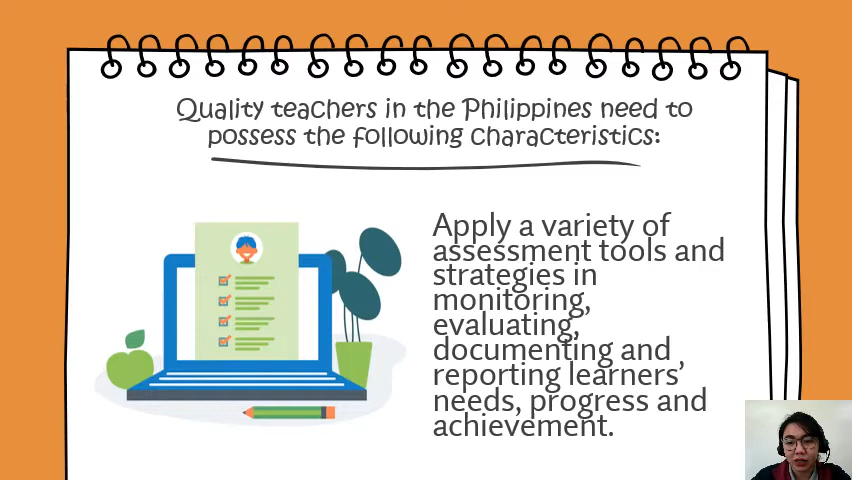 Quality teachers in the Philippines need to
possess the following characteristics:
Apply a variety of
assessment tools and
strategies in
monitoring,
evaluating,
documenting and ,
reporting learners’
needs, progress and
achievement.